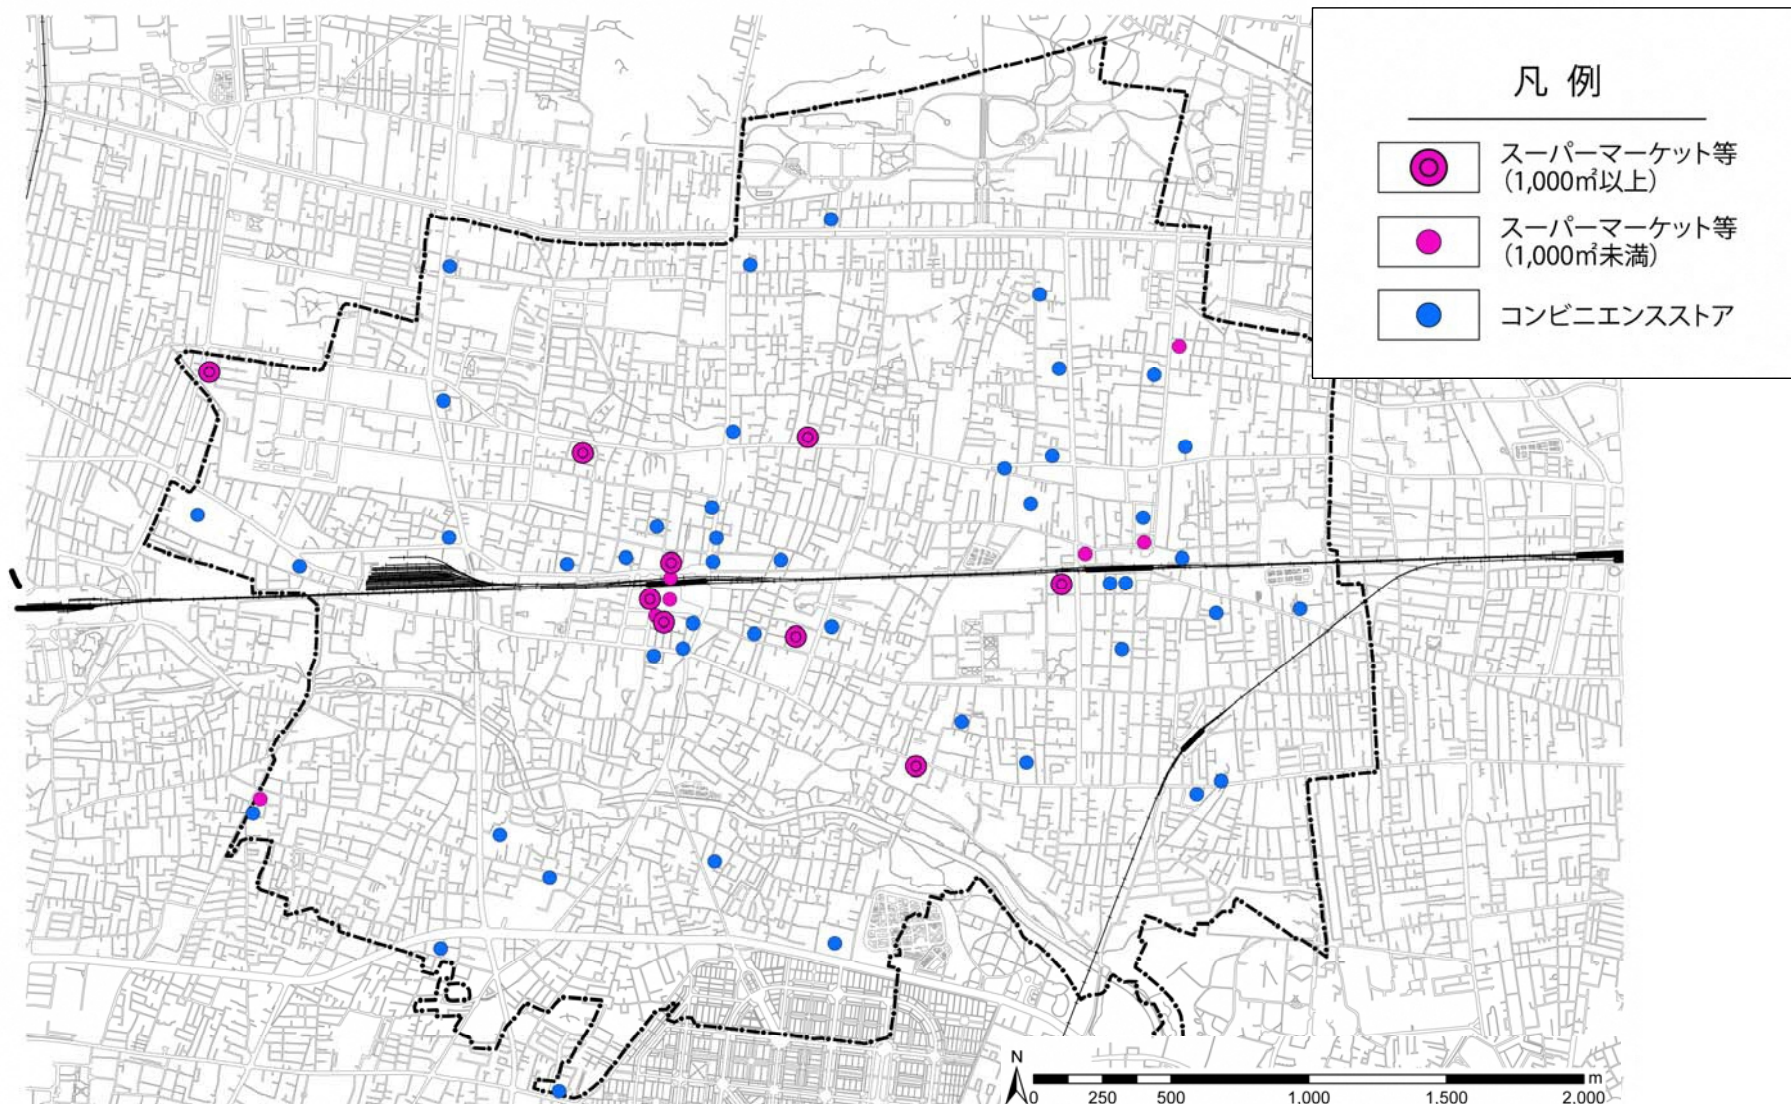 凡 例
スーパーマーケット等
(1,000㎡以上)
スーパーマーケット等
(1,000㎡未満)
コンビニエンスストア
N
m
0 250 500 1,000 1,500 2,000